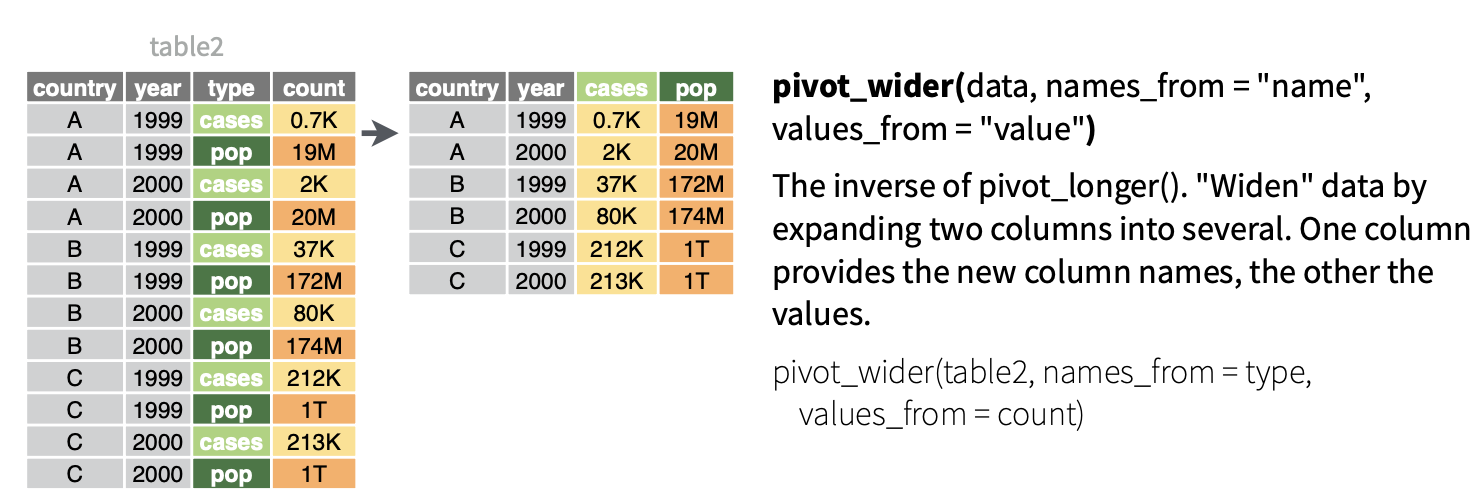 table2
country year type count
A 1999 cases 0.7K
A 1999 pop 19M
A 2000 cases 2K
A 2000 pop 20M
B 1999 cases 37K
B 1999 pop 172M
B 2000 cases 80K
B 2000 pop 174M
C 1999 cases 212K
C 1999 pop 1T
C 2000 cases 213K
C 2000 pop 1T
country year cases pop
A 1999 0.7K 19M
A 2000 2K 20M
B 1999 37K 172M
B 2000 80K 174M
C 1999 212K 1T
C 2000 213K 1T
pivot_wider(data, names_from = "name",
values_from = "value")
The inverse of pivot_longer(). "Widen" data by
expanding two columns into several. One column
provides the new column names, the other the
values.
pivot_wider(table2, names_from = type,
values_from = count)